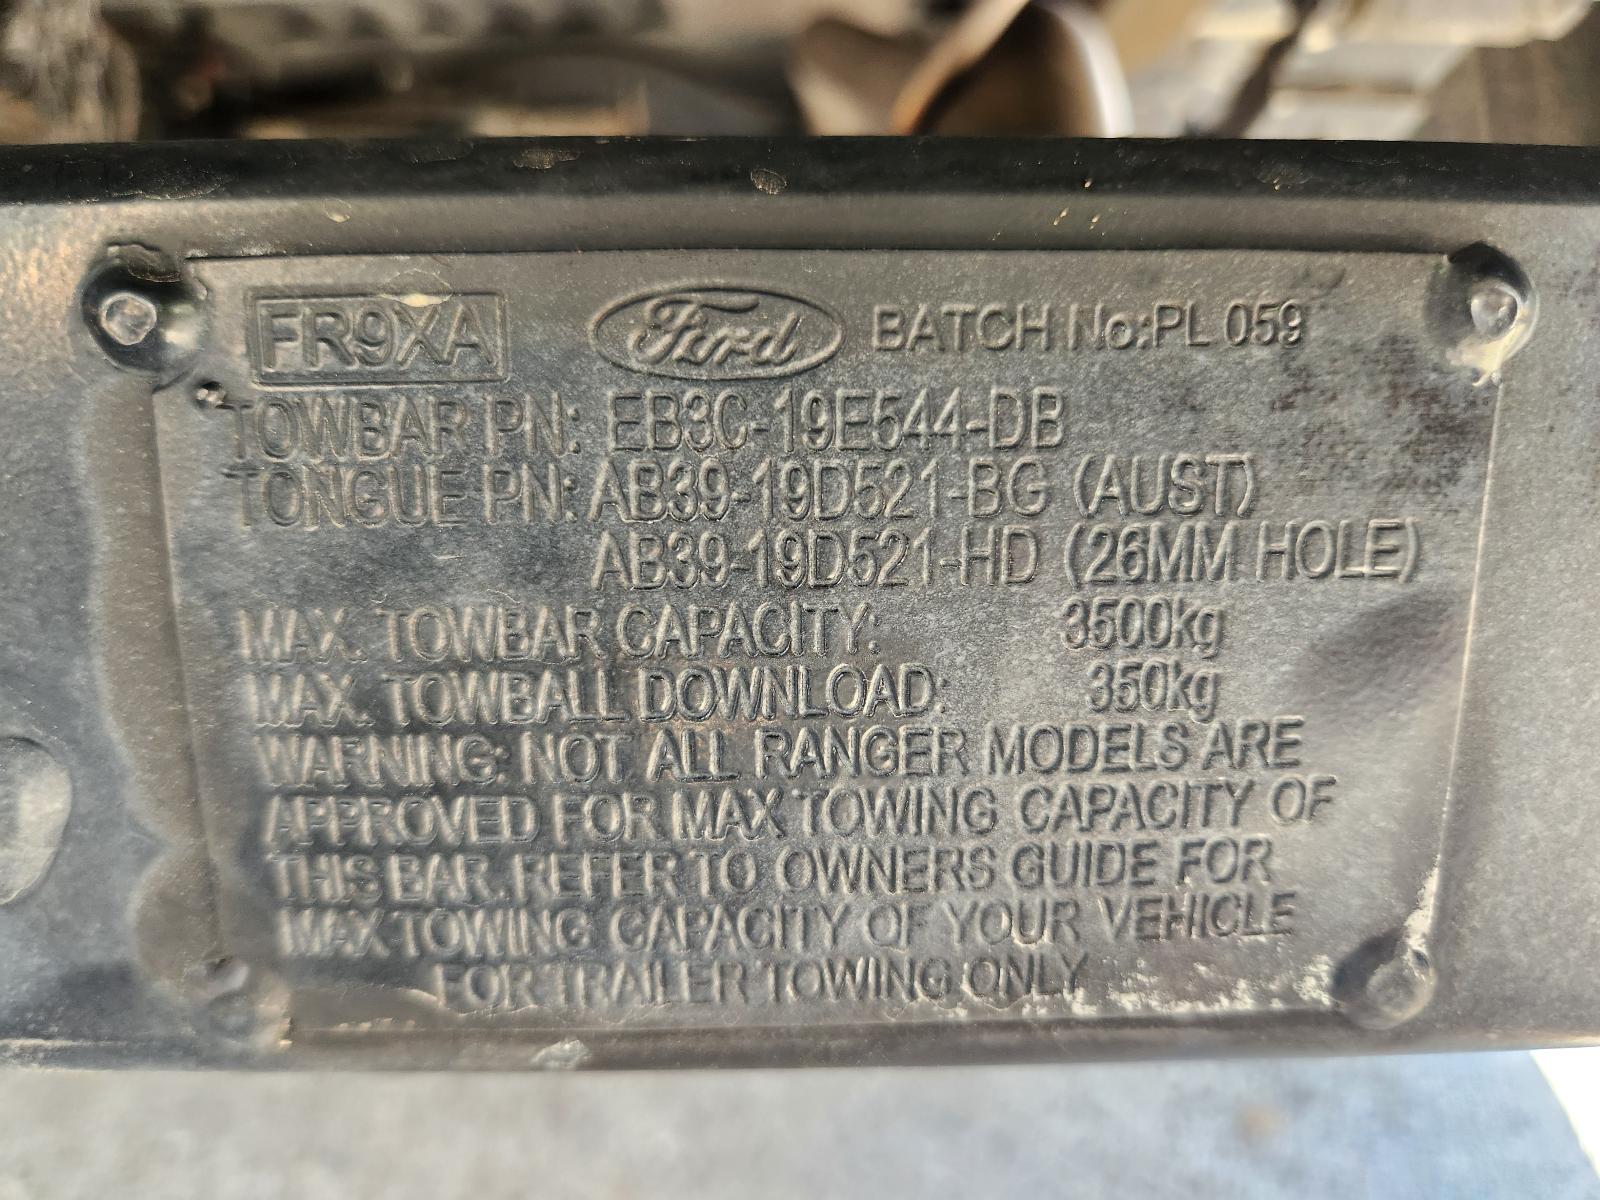 FR9XA Ford BATCH No:PL 059
TOWBAR PN: EB3C-19E544-DB
TONGUE PN: AB39-19D521-BG (AUST)
AB39-19D521-HD (26MM HOLE)
MAX. TOWBAR CAPACITY: 3500kg
MAX. TOWBALL DOWNLOAD: 350kg
WARNING: NOT ALL RANGER MODELS ARE
APPROVED FOR MAX TOWING CAPACITY OF
THIS BAR. REFER TO OWNERS GUIDE FOR
MAX TOWING CAPACITY OF YOUR VEHICLE
FOR TRAILER TOWING ONLY